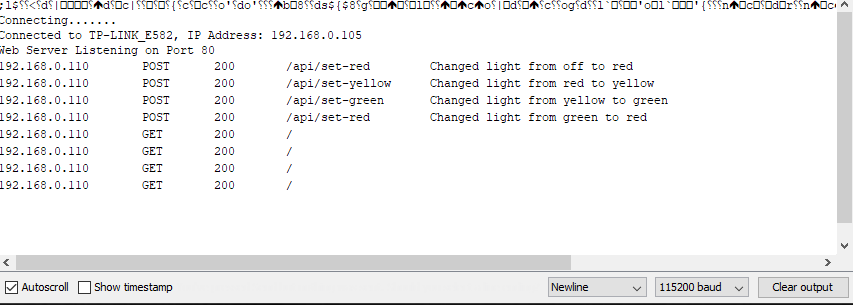 Connecting.......
Connected to TP-LINK_E582, IP Address: 192.168.0.105
Web Server Listening on Port 80
192.168.0.110 POST 200 /api/set-red Changed light from off to red
192.168.0.110 POST 200 /api/set-yellow Changed light from red to yellow
192.168.0.110 POST 200 /api/set-green Changed light from yellow to green
192.168.0.110 POST 200 /api/set-red Changed light from green to red
192.168.0.110 GET 200 /
192.168.0.110 GET 200 /
192.168.0.110 GET 200 /
192.168.0.110 GET 200 /
Autoscroll Show timestamp Newline 115200 baud Clear output